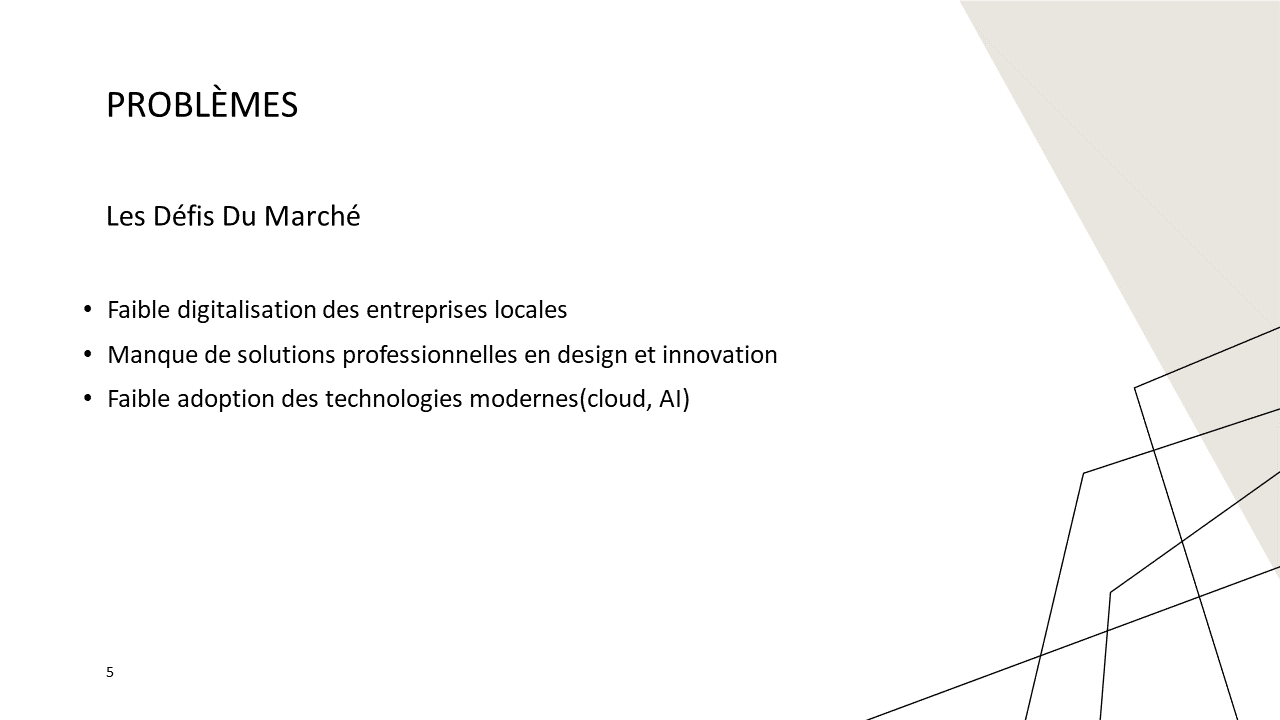 PROBLÈMES
Les Défis Du Marché
• Faible digitalisation des entreprises locales
• Manque de solutions professionnelles en design et innovation
• Faible adoption des technologies modernes(cloud, AI)
5